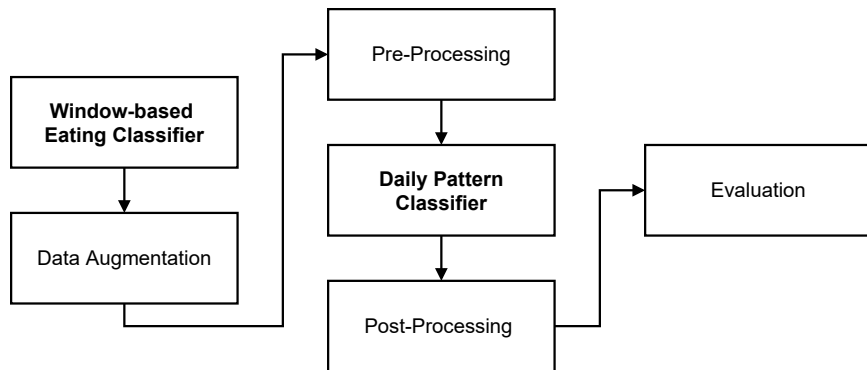 Window-based
Eating Classifier
Data Augmentation
Pre-Processing
Daily Pattern
Classifier
Post-Processing
Evaluation